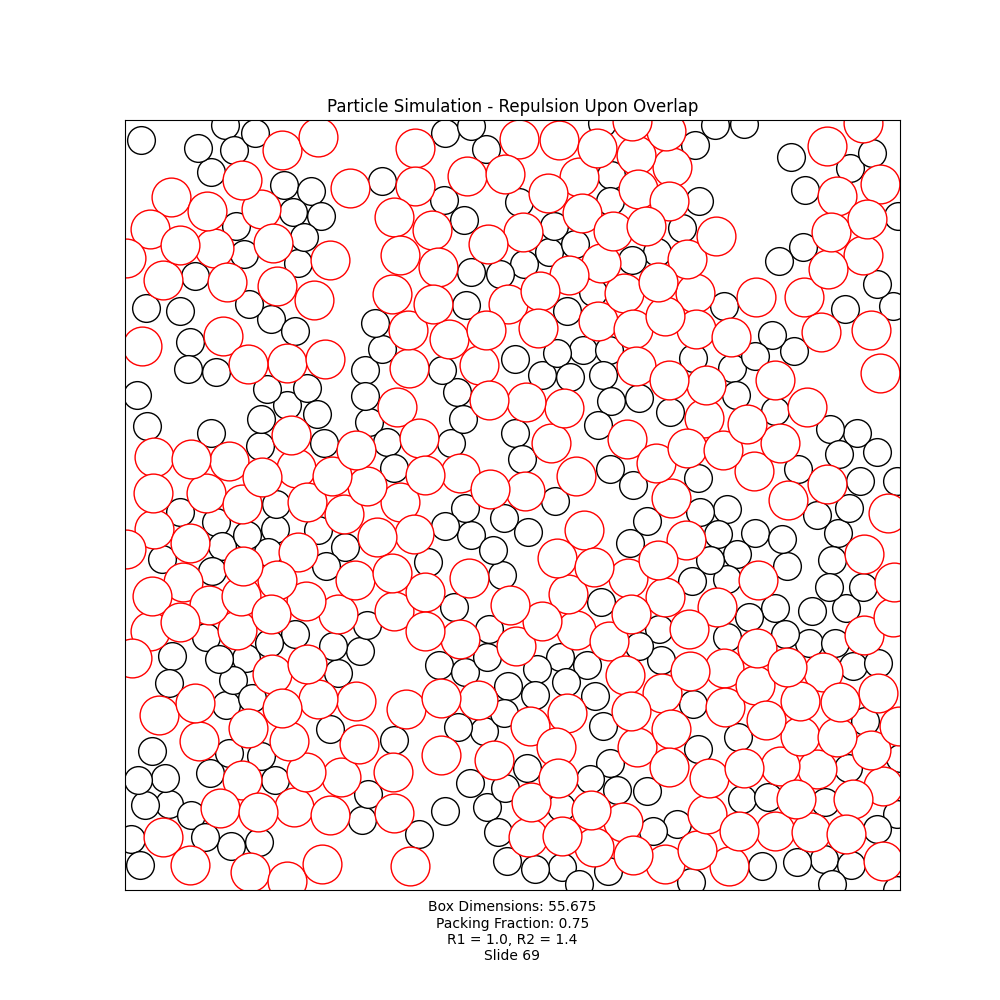 Particle Simulation - Repulsion Upon Overlap
Box Dimensions: 55.675
Packing Fraction: 0.75
R1 = 1.0, R2 = 1.4
Slide 69